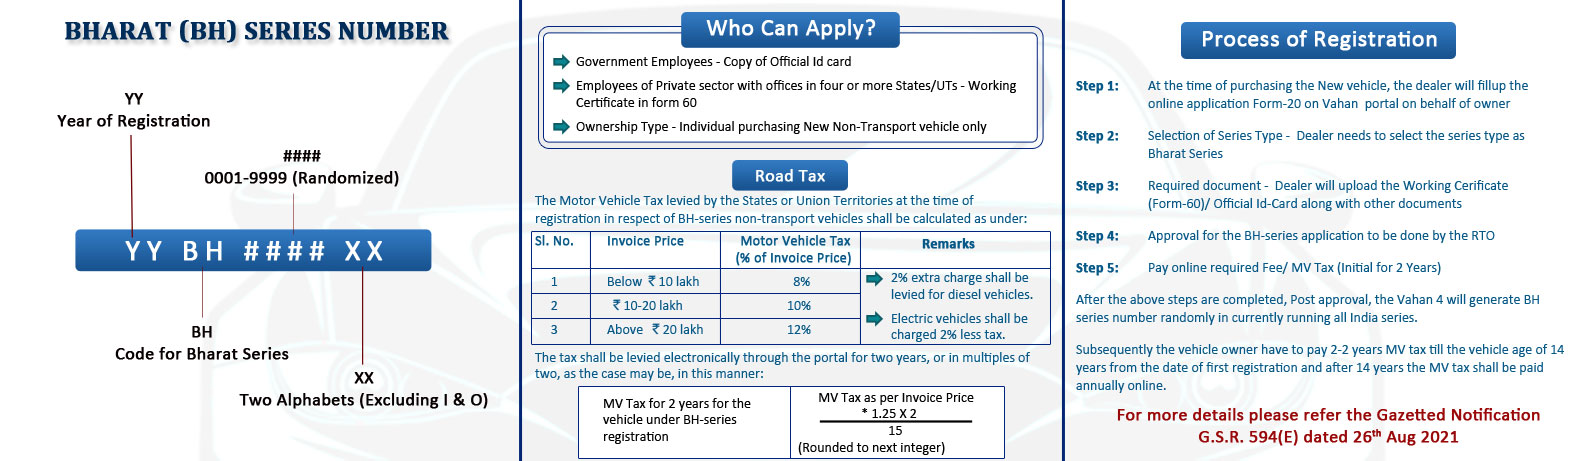 BHARAT (BH) SERIES NUMBER
YY
Year of Registration
####
0001-9999 (Randomized)
YY BH #### XX
BH
Code for Bharat Series
XX
Two Alphabets (Excluding I & O)
Who Can Apply?
Government Employees - Copy of Official Id card
Employees of Private sector with offices in four or more States/UTs - Working
Certificate in form 60
Ownership Type - Individual purchasing New Non-Transport vehicle only
Road Tax
The Motor Vehicle Tax levied by the States or Union Territories at the time of
registration in respect of BH-series non-transport vehicles shall be calculated as under:
Sl. No. Invoice Price Motor Vehicle Tax Remarks
(% of Invoice Price)
1 Below ₹ 10 lakh 8%
2 ₹ 10-20 lakh 10%
3 Above ₹ 20 lakh 12%
2% extra charge shall be
levied for diesel vehicles.
Electric vehicles shall be
charged 2% less tax.
The tax shall be levied electronically through the portal for two years, or in multiples of
two, as the case may be, in this manner:
MV Tax for 2 years for the
vehicle under BH-series
registration
MV Tax as per Invoice Price
* 1.25 X 2
15
(Rounded to next integer)
Process of Registration
Step 1: At the time of purchasing the New vehicle, the dealer will fillup the
online application Form-20 on Vahan portal on behalf of owner
Step 2: Selection of Series Type - Dealer needs to select the series type as
Bharat Series
Step 3: Required document - Dealer will upload the Working Cerificate
(Form-60)/ Official Id-Card along with other documents
Step 4: Approval for the BH-series application to be done by the RTO
Step 5: Pay online required Fee/ MV Tax (Initial for 2 Years)
After the above steps are completed, Post approval, the Vahan 4 will generate BH
series number randomly in currently running all India series.
Subsequently the vehicle owner have to pay 2-2 years MV tax till the vehicle age of 14
years from the date of first registration and after 14 years the MV tax shall be paid
annually online.
For more details please refer the Gazetted Notification
G.S.R. 594(E) dated 26th Aug 2021